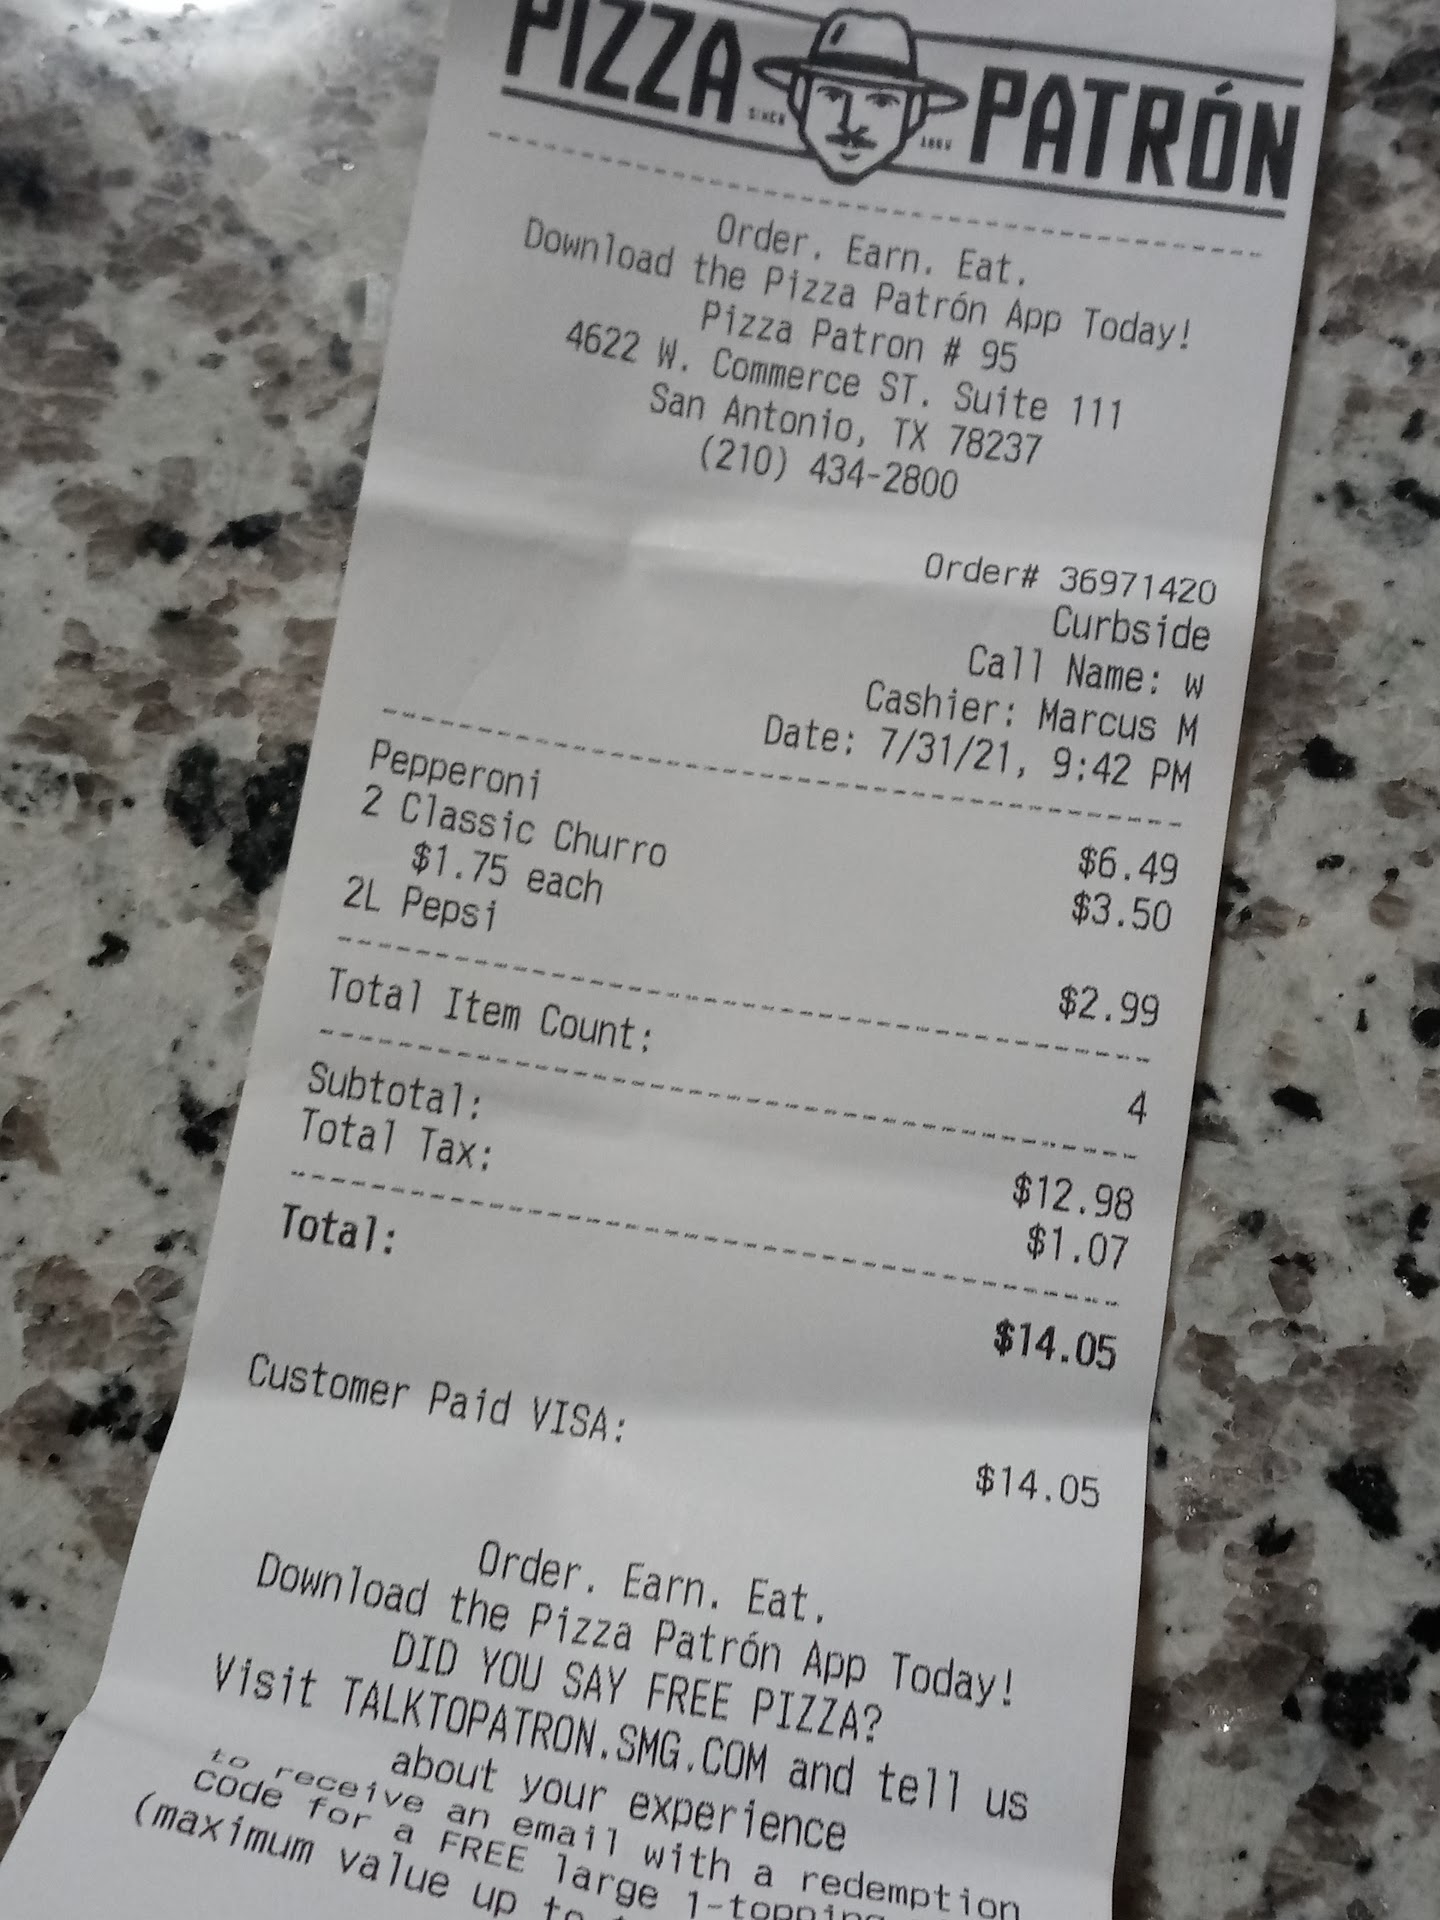 PIZZA PATRÓN
SINCE
Order. Earn. Eat.
Download the Pizza Patrón App Today!
Pizza Patron # 95
4622 W. Commerce ST. Suite 111
San Antonio, TX 78237
(210) 434-2800
Order# 36971420
Curbside
Call Name: w
Cashier: Marcus M
Date: 7/31/21, 9:42 PM
Pepperoni $6.49
2 Classic Churro $3.50
$1.75 each
2L Pepsi $2.99
Total Item Count: 4
Subtotal: $12.98
Total Tax: $1.07
Total: $14.05
Customer Paid VISA: $14.05
Order. Earn. Eat.
Download the Pizza Patrón App Today!
DID YOU SAY FREE PIZZA?
Visit TALKTOPATRON.SMG.COM and tell us
about your experience
to receive an email with a redemption
code for a FREE large 1-topping
(maximum value up to